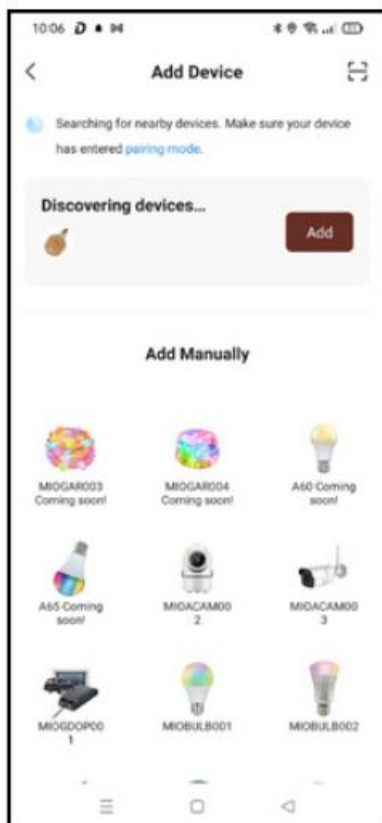 10:06
Add Device
Searching for nearby devices. Make sure your device
has entered pairing mode.
Discovering devices...
Add
Add Manually
MIOGAR003
Coming soon!
MIOGAR004
Coming soon!
A60 Coming
soon!
A65 Coming
soon!
MIOACAM00
2
MIOACAM00
3
MIOGDOP00
1
MIOBULB001
MIOBULB002